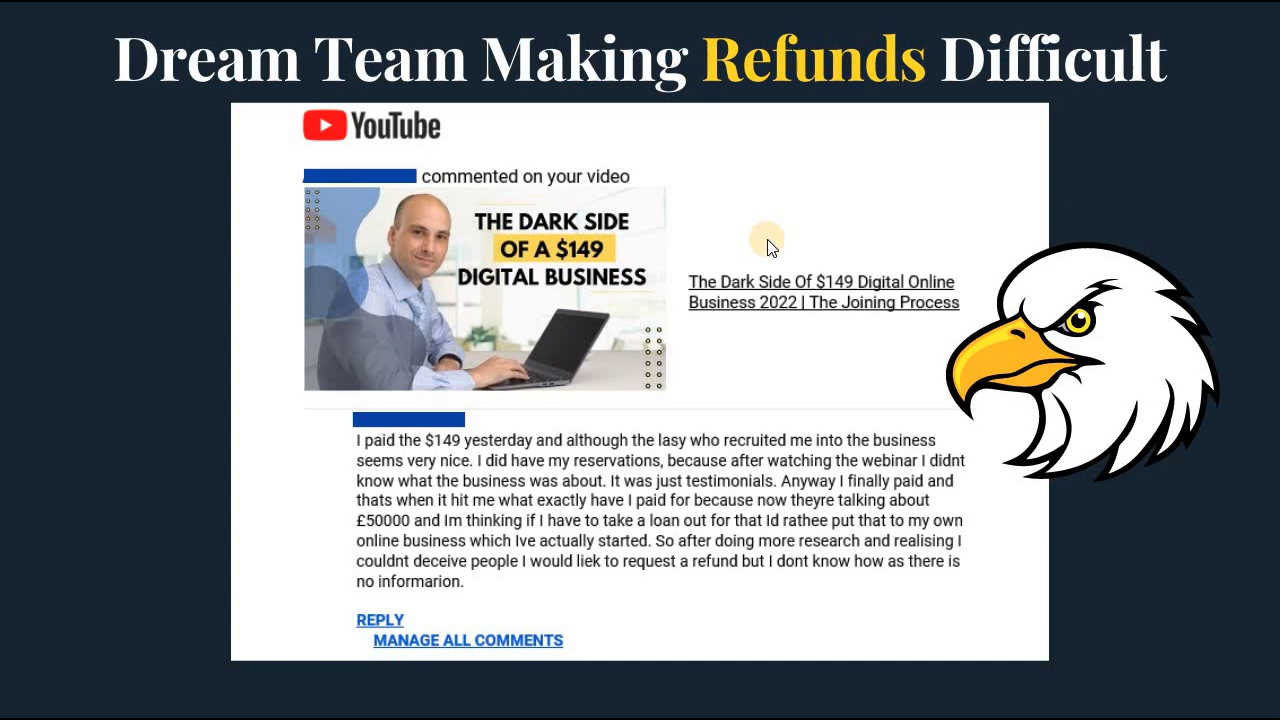 Dream Team Making Refunds Difficult
YouTube
commented on your video
THE DARK SIDE
OF A $149
DIGITAL BUSINESS
The Dark Side Of $149 Digital Online
Business 2022 | The Joining Process
I paid the $149 yesterday and although the lasy who recruited me into the business
seems very nice. I did have my reservations, because after watching the webinar I didnt
know what the business was about. It was just testimonials. Anyway I finally paid and
thats when it hit me what exactly have I paid for because now theyre talking about
£50000 and Im thinking if I have to take a loan out for that Id rathee put that to my own
online business which Ive actually started. So after doing more research and realising I
couldnt deceive people I would liek to request a refund but I dont know how as there is
no informarion.
REPLY
MANAGE ALL COMMENTS